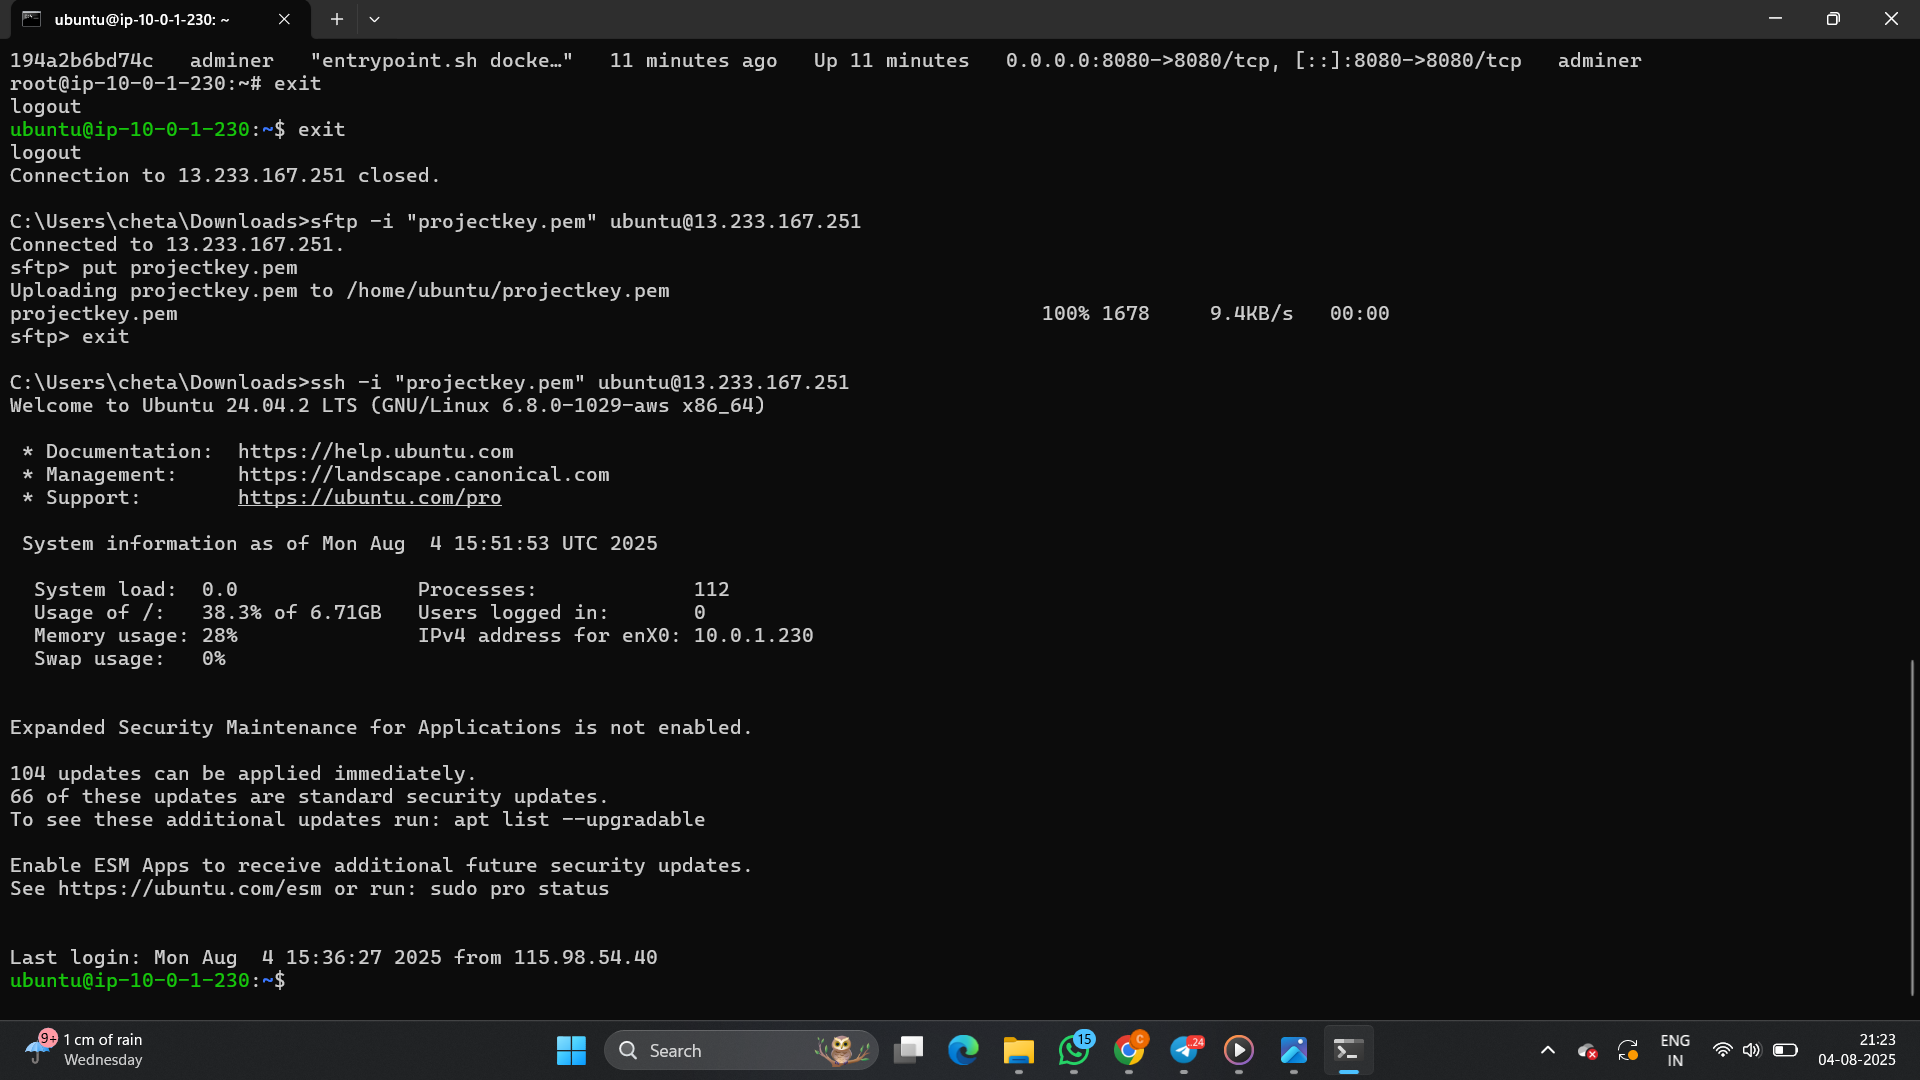 ubuntu@ip-10-0-1-230: ~
194a2b6bd74c   adminer   "entrypoint.sh docke…"   11 minutes ago   Up 11 minutes   0.0.0.0:8080->8080/tcp, [::]:8080->8080/tcp   adminer
root@ip-10-0-1-230:~# exit
logout
ubuntu@ip-10-0-1-230:~$ exit
logout
Connection to 13.233.167.251 closed.
C:\Users\cheta\Downloads>sftp -i "projectkey.pem" ubuntu@13.233.167.251
Connected to 13.233.167.251.
sftp> put projectkey.pem
Uploading projectkey.pem to /home/ubuntu/projectkey.pem
projectkey.pem                                                                        100% 1678     9.4KB/s   00:00
sftp> exit
C:\Users\cheta\Downloads>ssh -i "projectkey.pem" ubuntu@13.233.167.251
Welcome to Ubuntu 24.04.2 LTS (GNU/Linux 6.8.0-1029-aws x86_64)
 * Documentation:  https://help.ubuntu.com
 * Management:     https://landscape.canonical.com
 * Support:        https://ubuntu.com/pro
 System information as of Mon Aug  4 15:51:53 UTC 2025
  System load:  0.0               Processes:             112
  Usage of /:   38.3% of 6.71GB   Users logged in:       0
  Memory usage: 28%               IPv4 address for enX0: 10.0.1.230
  Swap usage:   0%
Expanded Security Maintenance for Applications is not enabled.
104 updates can be applied immediately.
66 of these updates are standard security updates.
To see these additional updates run: apt list --upgradable
Enable ESM Apps to receive additional future security updates.
See https://ubuntu.com/esm or run: sudo pro status
Last login: Mon Aug  4 15:36:27 2025 from 115.98.54.40
ubuntu@ip-10-0-1-230:~$
9+
1 cm of rain
Wednesday
Search
15
C
24
ENG
IN
21:23
04-08-2025